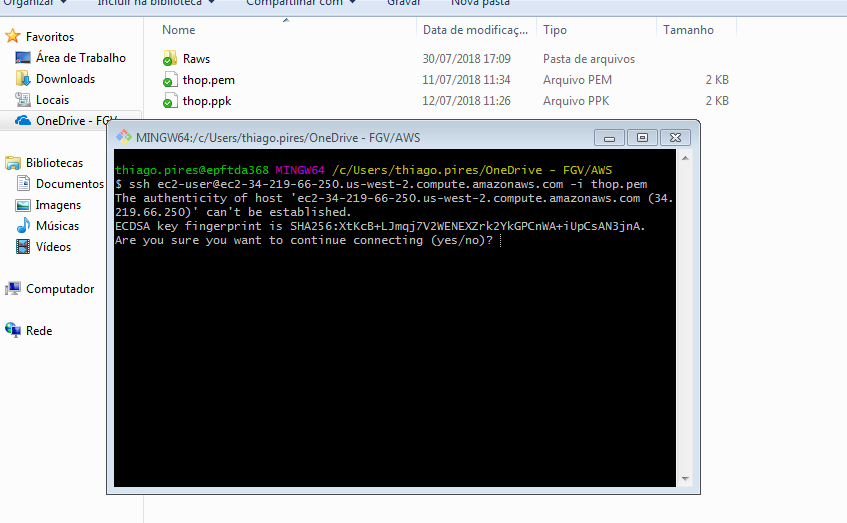 Organizar
Incluir na biblioteca
Compartilhar com
Gravar
Nova pasta
Favoritos
Área de Trabalho
Downloads
Locais
OneDrive - FGV
Bibliotecas
Documentos
Imagens
Músicas
Vídeos
Computador
Rede
Nome Data de modificaç... Tipo Tamanho
Raws 30/07/2018 17:09 Pasta de arquivos
thop.pem 11/07/2018 11:34 Arquivo PEM 2 KB
thop.ppk 12/07/2018 11:26 Arquivo PPK 2 KB
MINGW64:/c/Users/thiago.pires/OneDrive - FGV/AWS
thiago.pires@epftda368 MINGW64 /c/Users/thiago.pires/OneDrive - FGV/AWS
$ ssh ec2-user@ec2-34-219-66-250.us-west-2.compute.amazonaws.com -i thop.pem
The authenticity of host 'ec2-34-219-66-250.us-west-2.compute.amazonaws.com (34.
219.66.250)' can't be established.
ECDSA key fingerprint is SHA256:XtKcB+LJmqj7V2WENEXZrk2YkGPCnWA+iUpCsAN3jnA.
Are you sure you want to continue connecting (yes/no)?